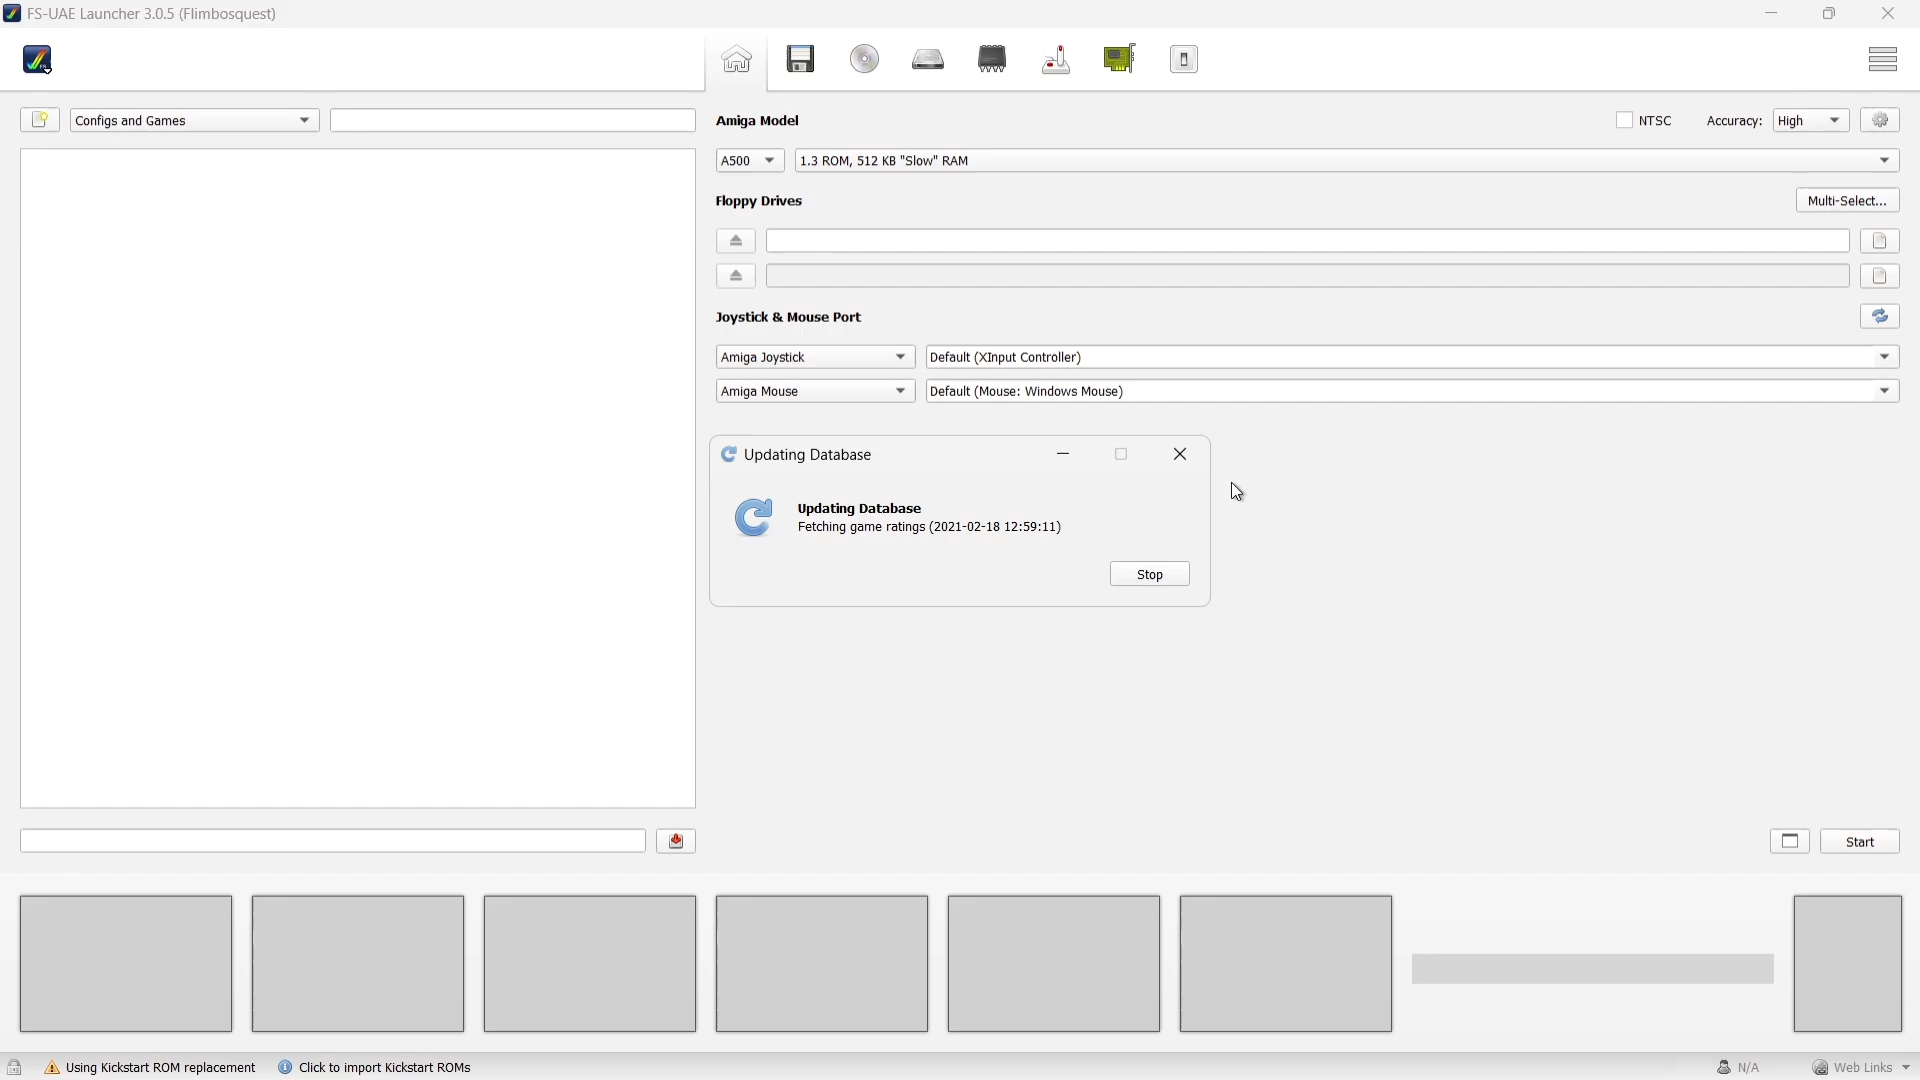 FS-UAE Launcher 3.0.5 (Flimbosquest)
Configs and Games
Amiga Model
NTSC
Accuracy:
High
A500
1.3 ROM, 512 KB "Slow" RAM
Floppy Drives
Multi-Select...
Joystick & Mouse Port
Amiga Joystick
Default (XInput Controller)
Amiga Mouse
Default (Mouse: Windows Mouse)
Updating Database
Updating Database
Fetching game ratings (2021-02-18 12:59:11)
Stop
Start
Using Kickstart ROM replacement
Click to import Kickstart ROMs
N/A
Web Links